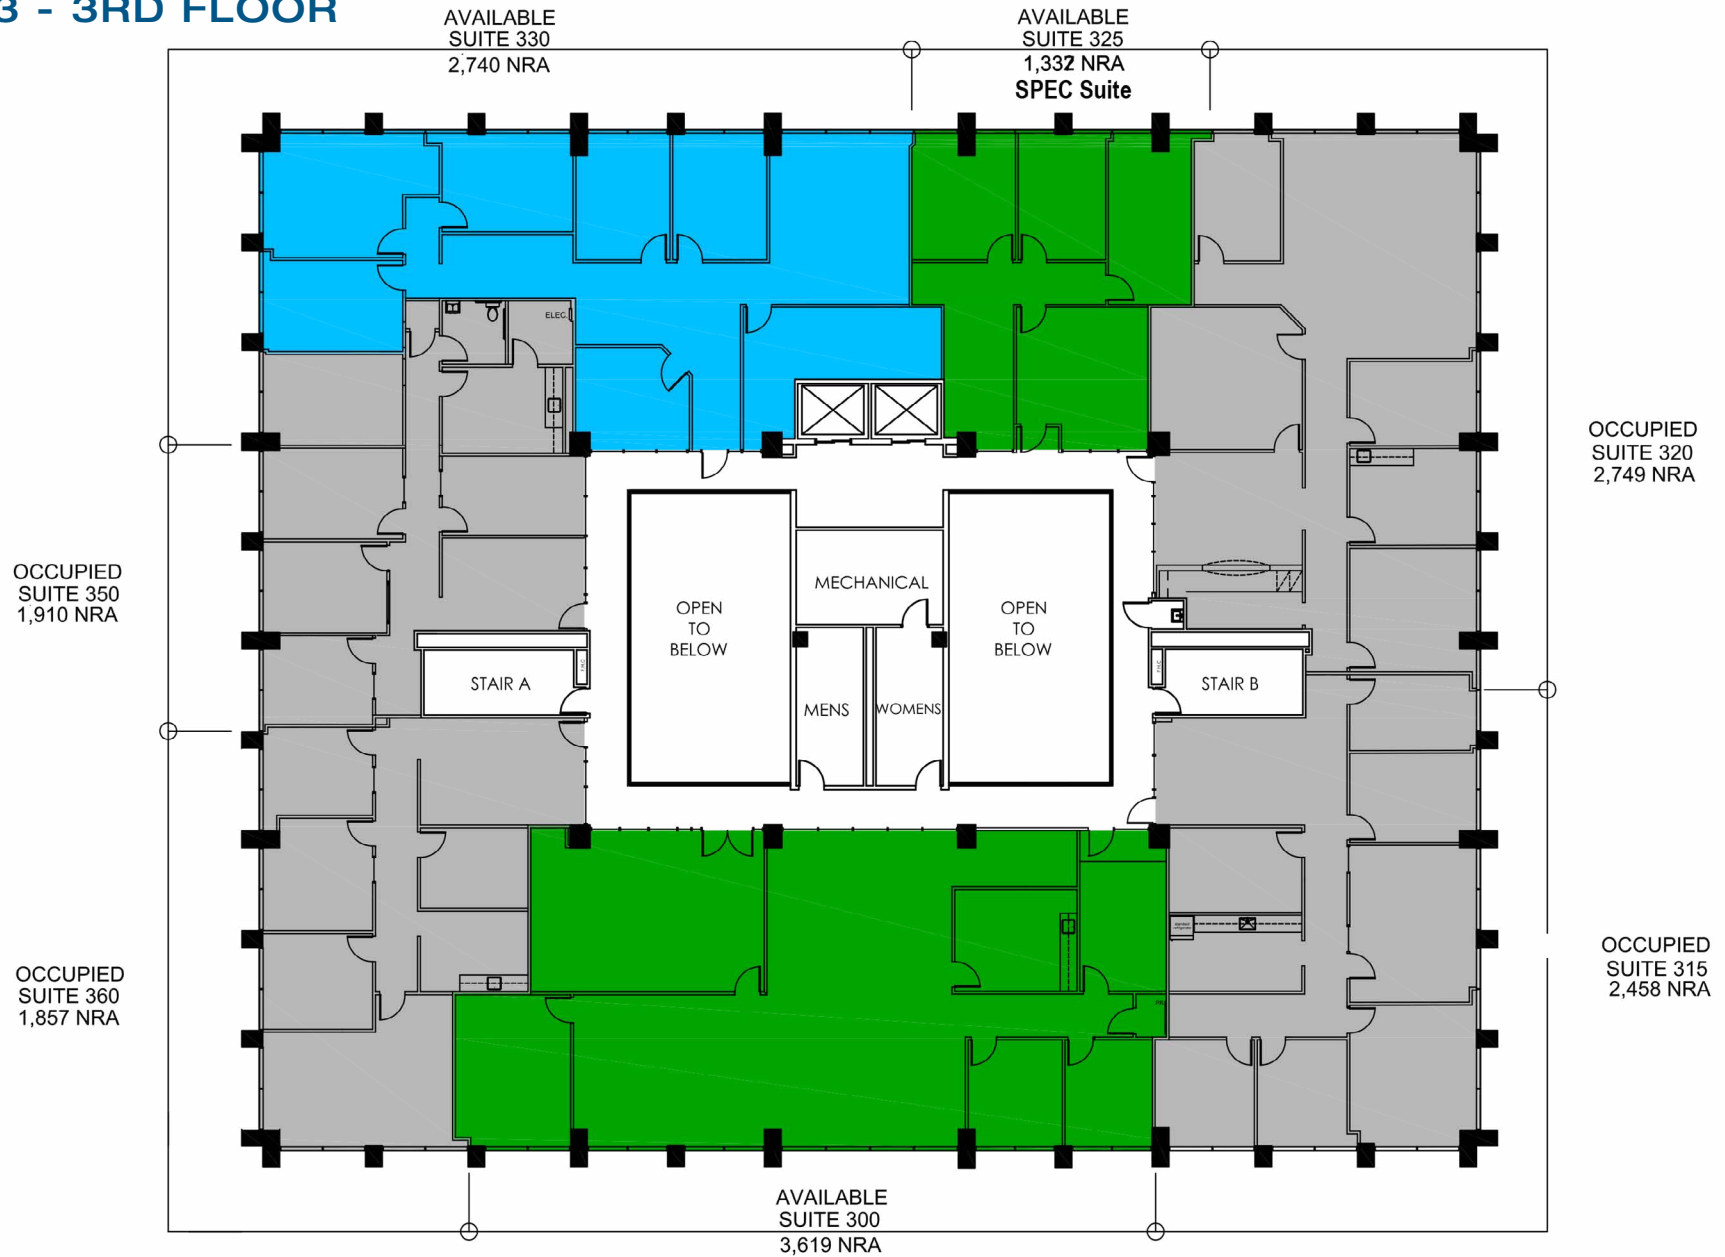 3 - 3RD FLOOR
AVAILABLE
SUITE 330
2,740 NRA
AVAILABLE
SUITE 325
1,332 NRA
SPEC Suite
ELEC.
OCCUPIED
SUITE 320
2,749 NRA
OCCUPIED
SUITE 350
1,910 NRA
MECHANICAL
OPEN
TO
BELOW
OPEN
TO
BELOW
STAIR A
F.H.C
MENS
WOMENS
F.H.C
STAIR B
OCCUPIED
SUITE 360
1,857 NRA
OCCUPIED
SUITE 315
2,458 NRA
AVAILABLE
SUITE 300
3,619 NRA